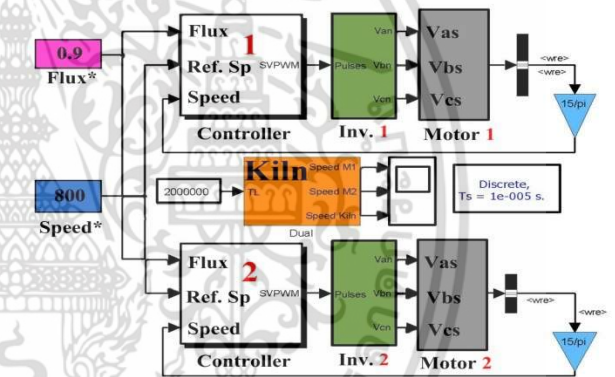 0.9
Flux*
Flux
1
Ref. Sp
SVPWM
Speed
Controller
Van
Pulses
Vbn
Vcn
Inv. 1
Vas
Vbs
Vcs
Motor 1
<wre>
<wre>
15/pi
800
Speed*
2000000
Kiln
TL
Speed M1
Speed M2
Speed Kiln
Dual
Discrete,
Ts = 1e-005 s.
Flux
2
Ref. Sp
SVPWM
Speed
Controller
Van
Pulses
Vbn
Vcn
Inv. 2
Vas
Vbs
Vcs
Motor 2
<wre>
<wre>
15/pi